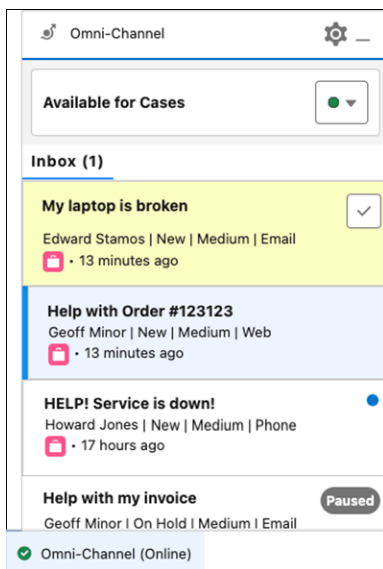 Omni-Channel
Available for Cases
Inbox (1)
My laptop is broken
Edward Stamos | New | Medium | Email
• 13 minutes ago
Help with Order #123123
Geoff Minor | New | Medium | Web
• 13 minutes ago
HELP! Service is down!
Howard Jones | New | Medium | Phone
• 17 hours ago
Help with my invoice
Paused
Geoff Minor | On Hold | Medium | Email
Omni-Channel (Online)